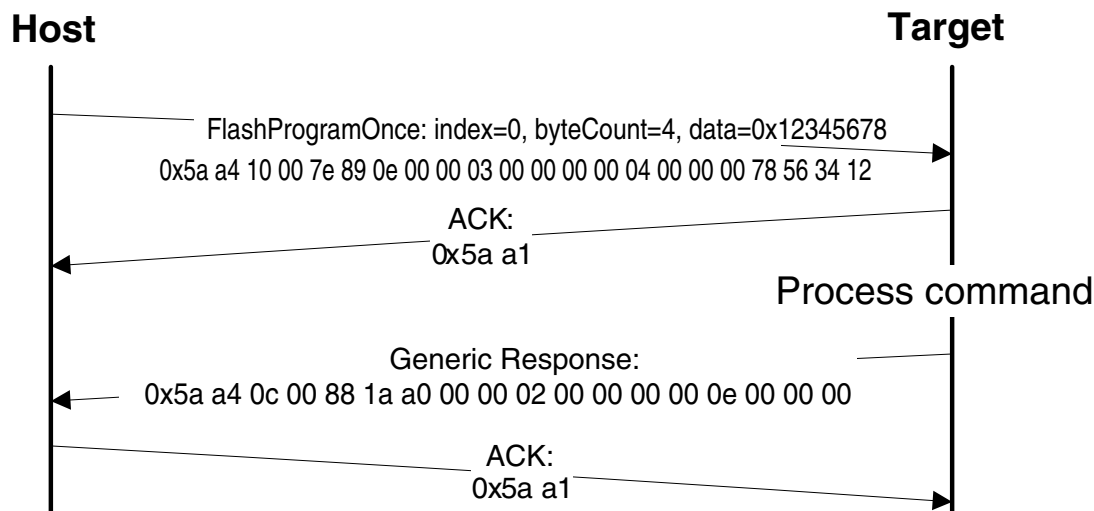 Host
Target
FlashProgramOnce: index=0, byteCount=4, data=0x12345678
0x5a a4 10 00 7e 89 0e 00 00 03 00 00 00 00 04 00 00 00 78 56 34 12
ACK:
0x5a a1
Process command
Generic Response:
0x5a a4 0c 00 88 1a a0 00 00 02 00 00 00 00 0e 00 00 00
ACK:
0x5a a1